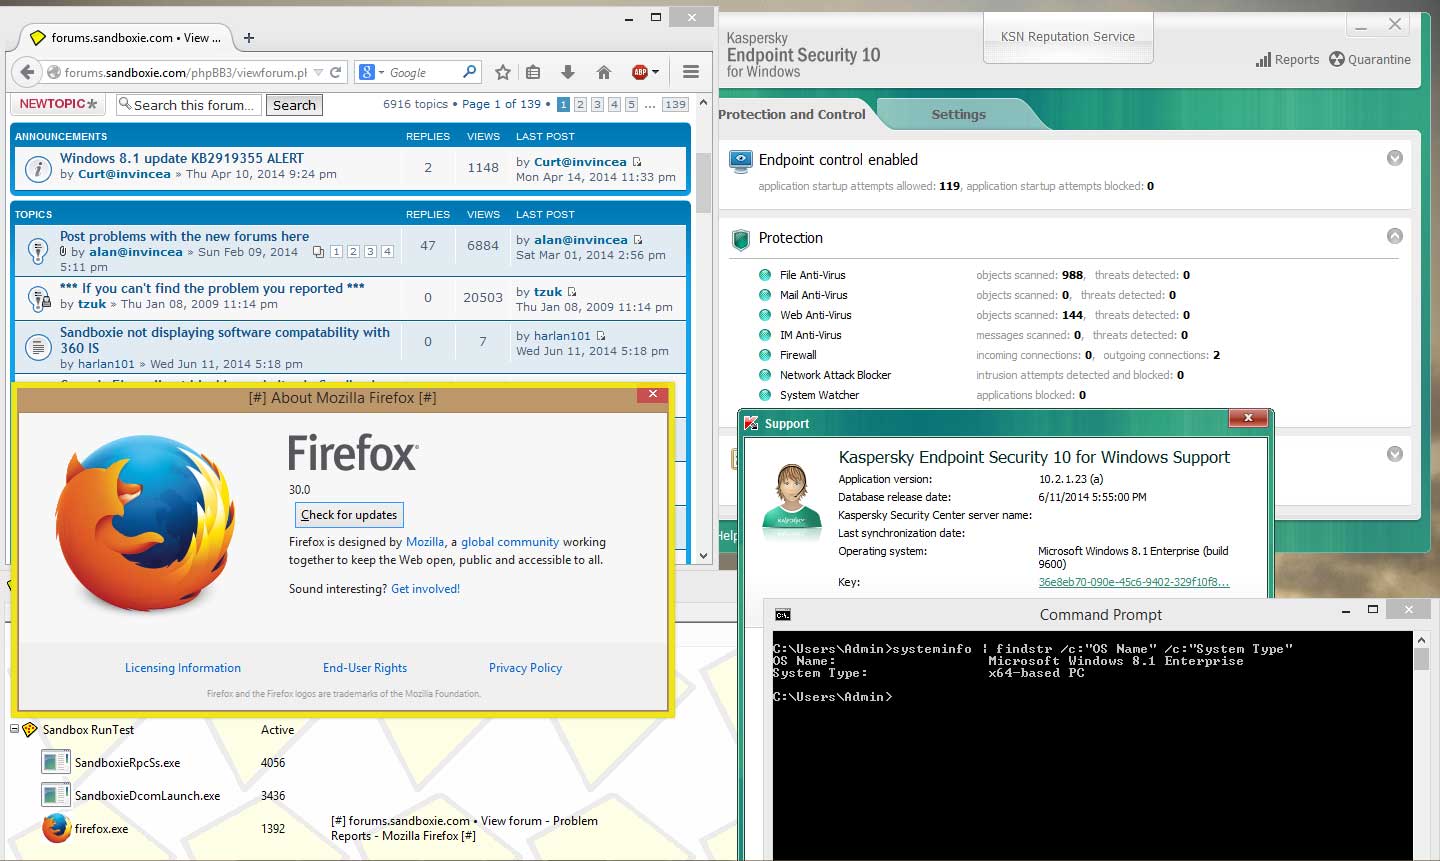 forums.sandboxie.com • View ...
forums.sandboxie.com/phpBB3/viewforum.pl
Google
ABP
NEWTOPIC*
Search this forum...
Search
6916 topics • Page 1 of 139 • 1 2 3 4 5 ... 139
ANNOUNCEMENTS REPLIES VIEWS LAST POST
Windows 8.1 update KB2919355 ALERT
by Curt@invincea » Thu Apr 10, 2014 9:24 pm
2 1148
by Curt@invincea
Mon Apr 14, 2014 11:33 pm
TOPICS REPLIES VIEWS LAST POST
Post problems with the new forums here
by alan@invincea » Sun Feb 09, 2014 1 2 3 4
5:11 pm
47 6884
by alan@invincea
Sat Mar 01, 2014 2:56 pm
*** If you can't find the problem you reported ***
by tzuk » Thu Jan 08, 2009 11:14 pm
0 20503
by tzuk
Thu Jan 08, 2009 11:14 pm
Sandboxie not displaying software compatability with
360 IS
by harlan101 » Wed Jun 11, 2014 5:18 pm
0 7
by harlan101
Wed Jun 11, 2014 5:18 pm
[#] About Mozilla Firefox [#]
Firefox
30.0
Check for updates
Firefox is designed by Mozilla, a global community working
together to keep the Web open, public and accessible to all.
Sound interesting? Get involved!
Licensing Information End-User Rights Privacy Policy
Firefox and the Firefox logos are trademarks of the Mozilla Foundation.
Sandbox RunTest Active
SandboxieRpcSs.exe 4056
SandboxieDcomLaunch.exe 3436
firefox.exe 1392 [#] forums.sandboxie.com • View forum - Problem
Reports - Mozilla Firefox [#]
Kaspersky
Endpoint Security 10
for Windows
KSN Reputation Service
Reports Quarantine
Protection and Control Settings
Endpoint control enabled
application startup attempts allowed: 119, application startup attempts blocked: 0
Protection
File Anti-Virus objects scanned: 988, threats detected: 0
Mail Anti-Virus objects scanned: 0, threats detected: 0
Web Anti-Virus objects scanned: 144, threats detected: 0
IM Anti-Virus messages scanned: 0, threats detected: 0
Firewall incoming connections: 0, outgoing connections: 2
Network Attack Blocker intrusion attempts detected and blocked: 0
System Watcher applications blocked: 0
Help
Support
Kaspersky Endpoint Security 10 for Windows Support
KASPERSKY
Application version: 10.2.1.23 (a)
Database release date: 6/11/2014 5:55:00 PM
Kaspersky Security Center server name:
Last synchronization date:
Operating system: Microsoft Windows 8.1 Enterprise (build
9600)
Key: 36e8eb70-090e-45c6-9402-329f10f8...
Command Prompt
C:\Users\Admin>systeminfo | findstr /c:"OS Name" /c:"System Type"
OS Name: Microsoft Windows 8.1 Enterprise
System Type: x64-based PC
C:\Users\Admin>